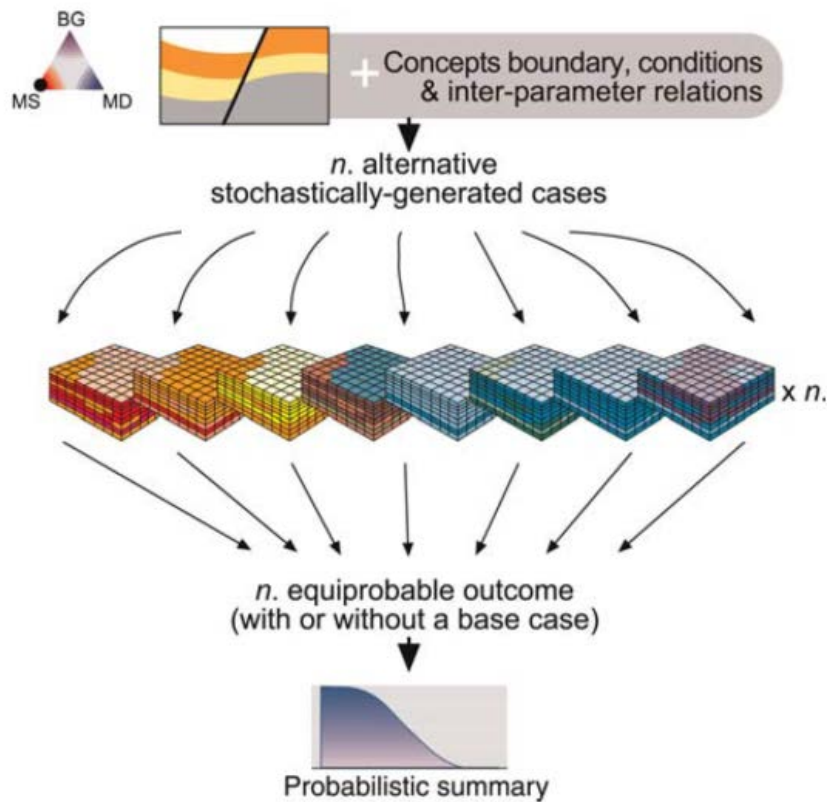 BG
MS MD
+ Concepts boundary, conditions
& inter-parameter relations
n. alternative
stochastically-generated cases
x n.
n. equiprobable outcome
(with or without a base case)
Probabilistic summary